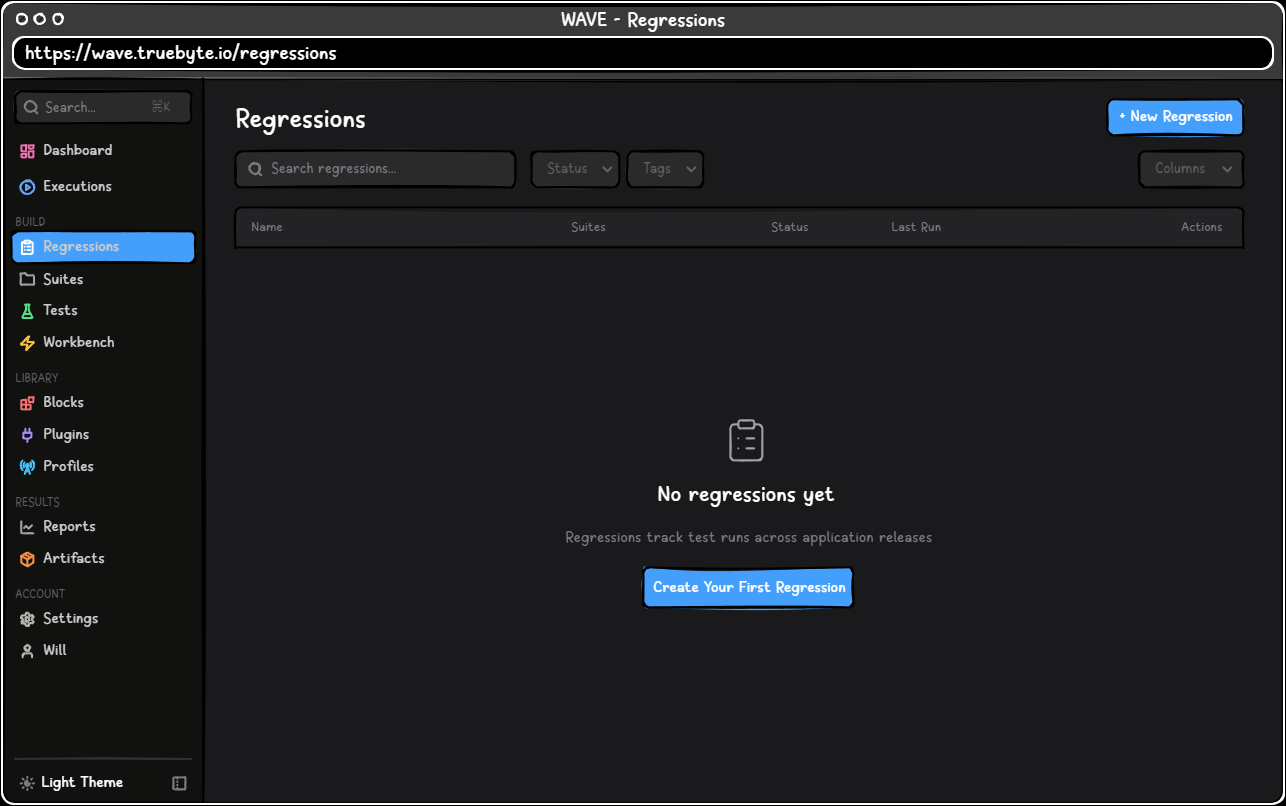 WAVE - Regressions
https://wave.truebyte.io/regressions
Search... ⌘K
Dashboard
Executions
BUILD
Regressions
Suites
Tests
Workbench
LIBRARY
Blocks
Plugins
Profiles
RESULTS
Reports
Artifacts
ACCOUNT
Settings
Will
Light Theme
Regressions
+ New Regression
Search regressions...
Status
Tags
Columns
Name Suites Status Last Run Actions
No regressions yet
Regressions track test runs across application releases
Create Your First Regression